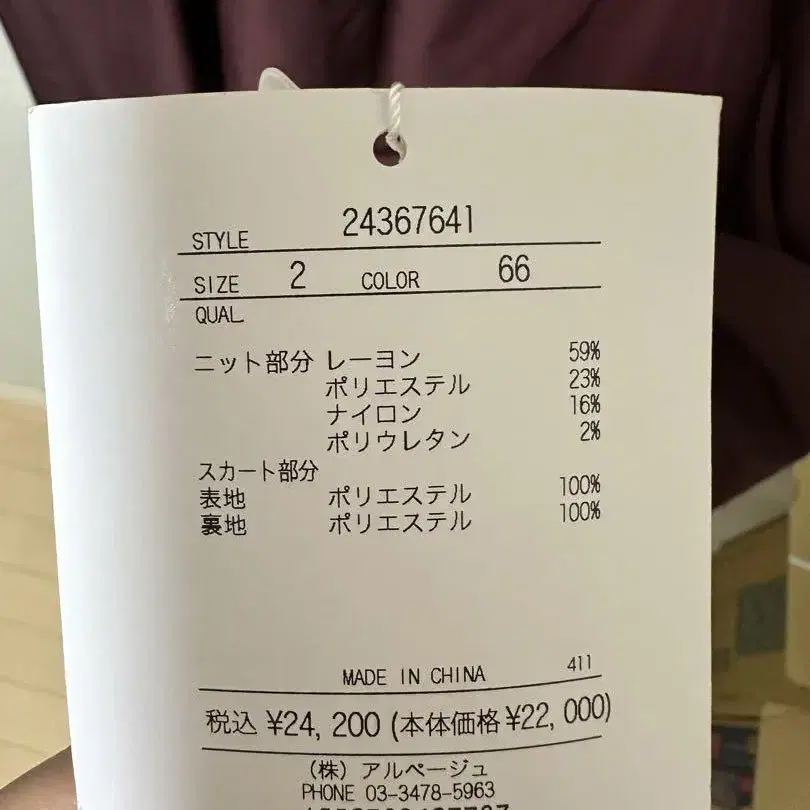 STYLE 24367641
SIZE 2 COLOR 66
QUAL
ニット部分 レーヨン 59%
ポリエステル 23%
ナイロン 16%
ポリウレタン 2%
スカート部分
表地 ポリエステル 100%
裏地 ポリエステル 100%
MADE IN CHINA 411
税込 ¥24,200 (本体価格 ¥22,000)
(株) アルページュ
PHONE 03-3478-5963